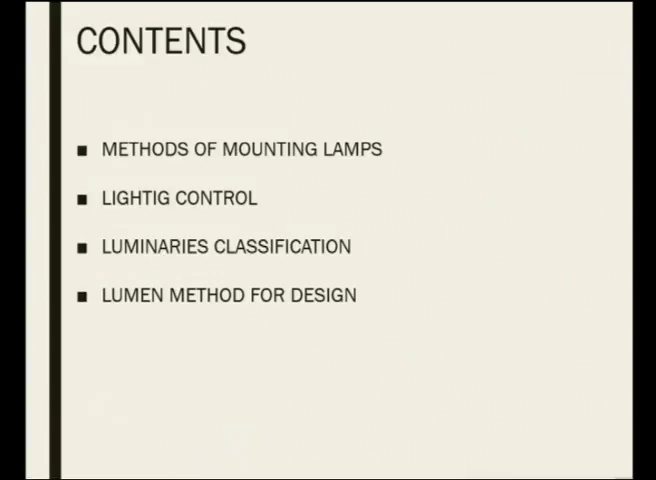 CONTENTS
■ METHODS OF MOUNTING LAMPS
■ LIGHTIG CONTROL
■ LUMINARIES CLASSIFICATION
■ LUMEN METHOD FOR DESIGN